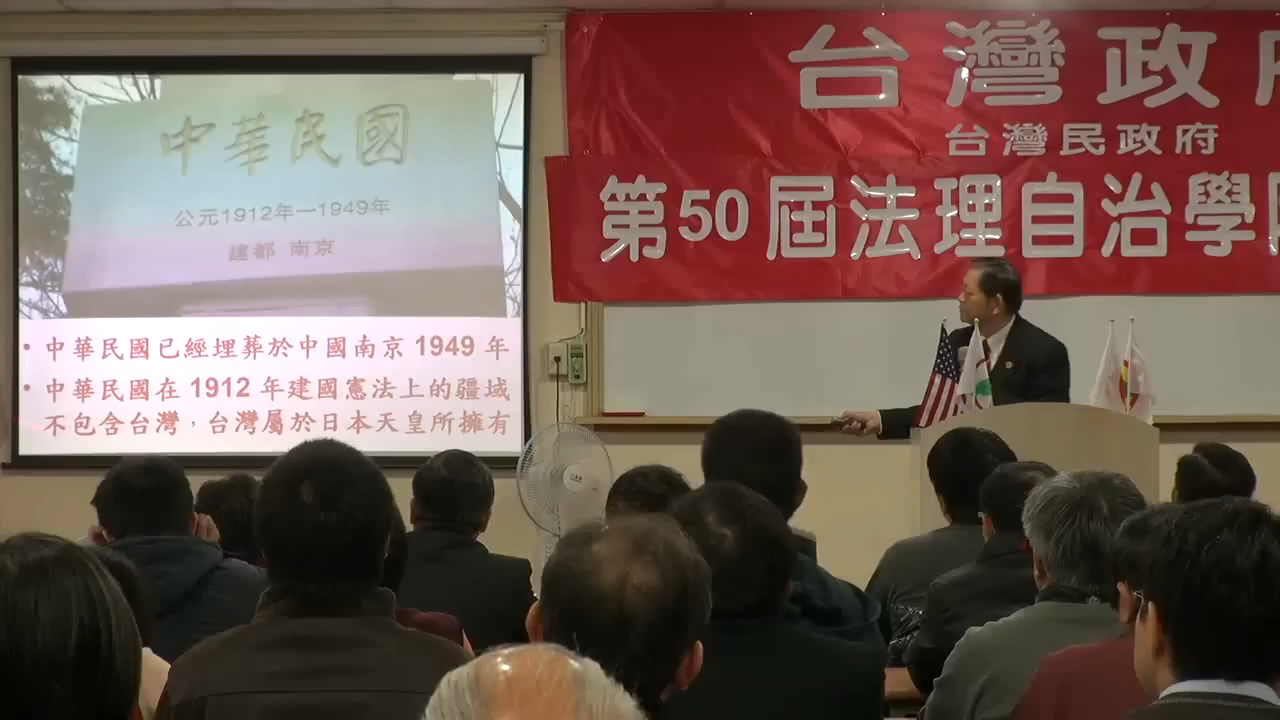 中華民國
公元1912年—1949年
建都 南京
• 中華民國已經埋葬於中國南京 1949 年
• 中華民國在 1912 年建國憲法上的疆域
不包含台灣，台灣屬於日本天皇所擁有
台灣政府
台灣民政府
第50屆法理自治學